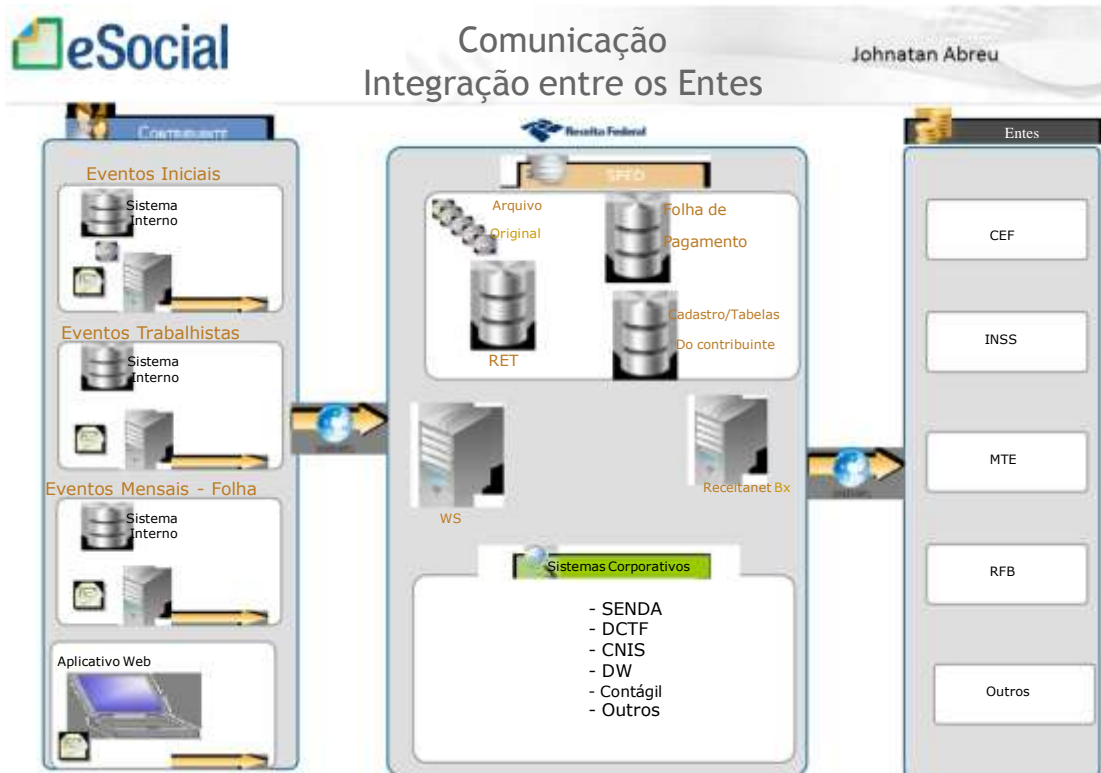 eSocial
Comunicação
Integração entre os Entes
Johnatan Abreu
Contribuinte
Eventos Iniciais
Sistema
Interno
Eventos Trabalhistas
Sistema
Interno
Eventos Mensais - Folha
Sistema
Interno
Aplicativo Web
Receita Federal
SPED
Arquivo
Original
Folha de
Pagamento
RET
Cadastro/Tabelas
Do contribuinte
WS
Receitanet Bx
Sistemas Corporativos
- SENDA
- DCTF
- CNIS
- DW
- Contágil
- Outros
Entes
CEF
INSS
MTE
RFB
Outros